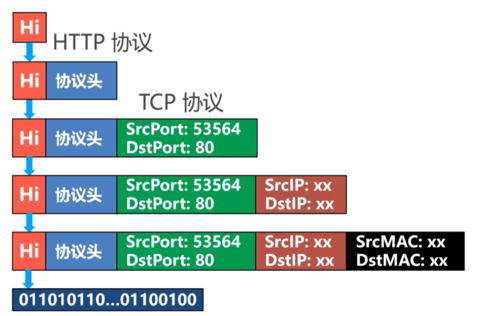 Hi
HTTP 协议
Hi 协议头
TCP 协议
Hi 协议头 SrcPort: 53564
DstPort: 80
Hi 协议头 SrcPort: 53564 SrcIP: xx
DstPort: 80 DstIP: xx
Hi 协议头 SrcPort: 53564 SrcIP: xx SrcMAC: xx
DstPort: 80 DstIP: xx DstMAC: xx
011010110...01100100